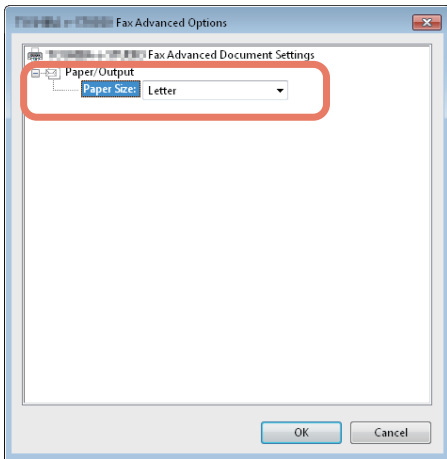 Fax Advanced Options
Fax Advanced Document Settings
Paper/Output
Paper Size: Letter
OK Cancel